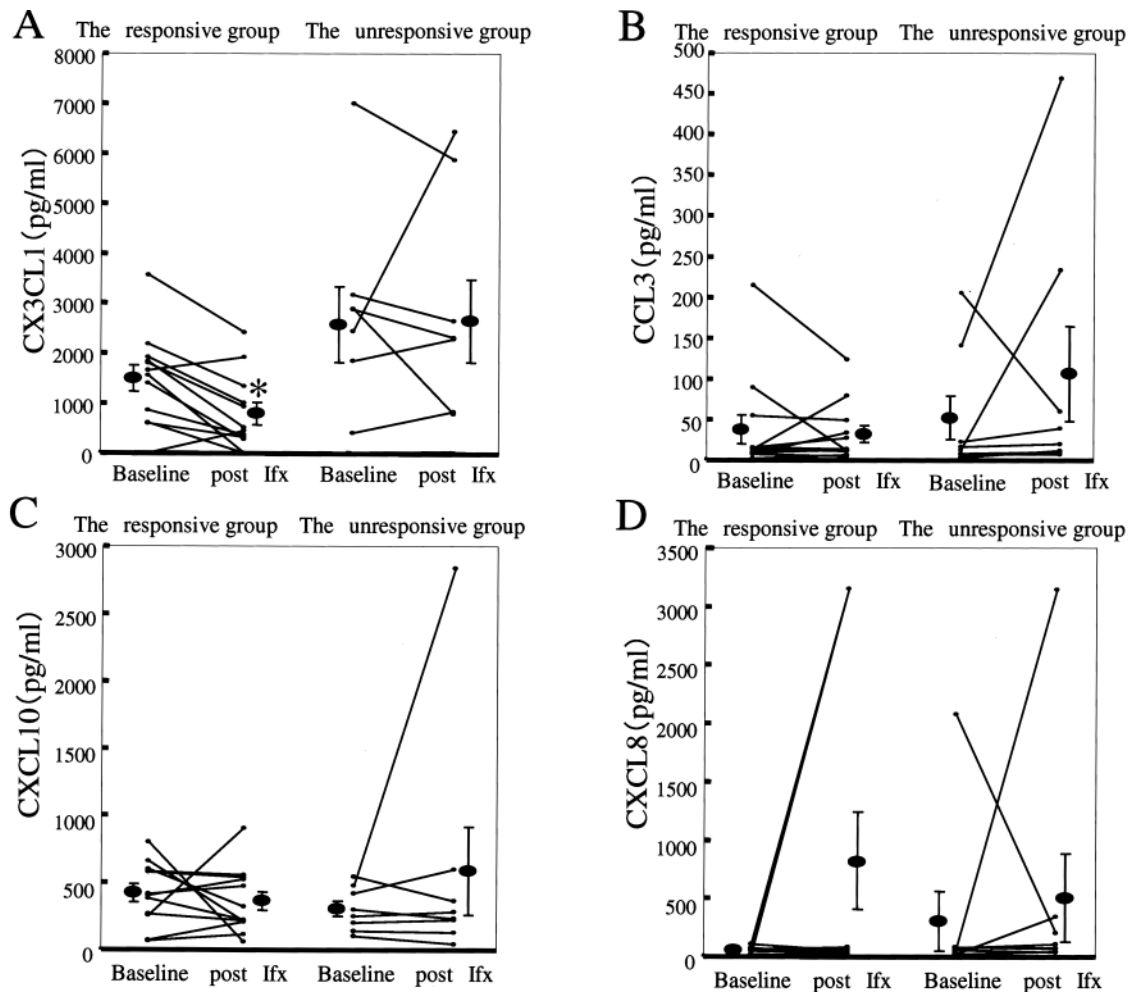 A
The responsive group The unresponsive group
8000
7000
6000
5000
4000
3000
2000
1000
0
CX3CL1 (pg/ml)
*
Baseline post Ifx Baseline post Ifx
B
The responsive group The unresponsive group
500
450
400
350
300
250
200
150
100
50
0
CCL3 (pg/ml)
Baseline post Ifx Baseline post Ifx
C
The responsive group The unresponsive group
3000
2500
2000
1500
1000
500
0
CXCL10 (pg/ml)
Baseline post Ifx Baseline post Ifx
D
The responsive group The unresponsive group
3500
3000
2500
2000
1500
1000
500
0
CXCL8 (pg/ml)
Baseline post Ifx Baseline post Ifx